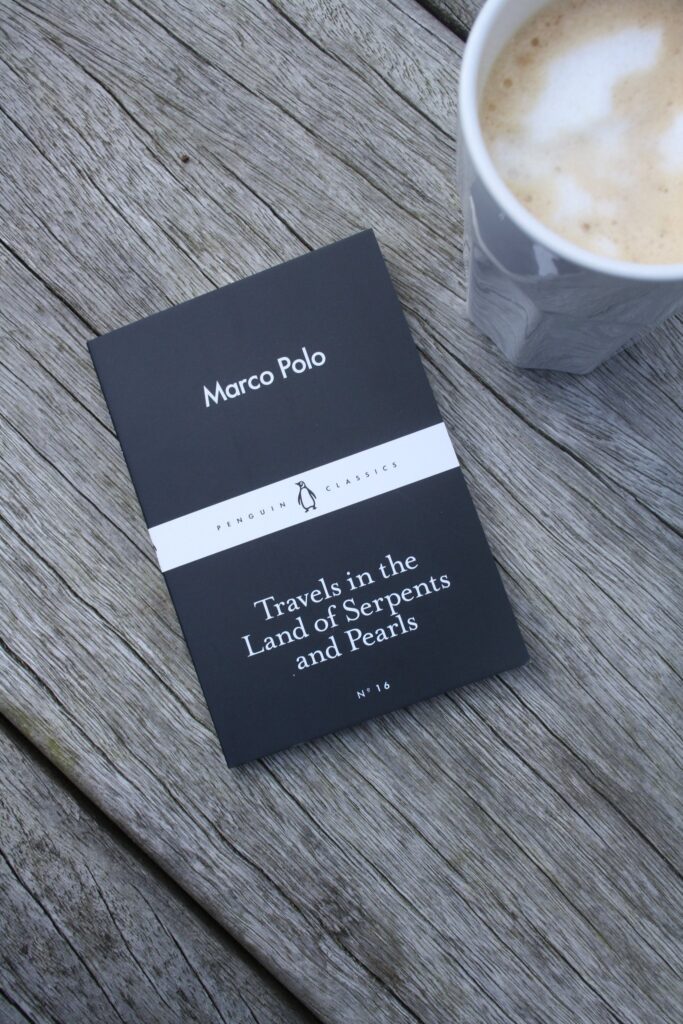 Marco Polo
PENGUIN CLASSICS
Travels in the
Land of Serpents
and Pearls
Nº 16